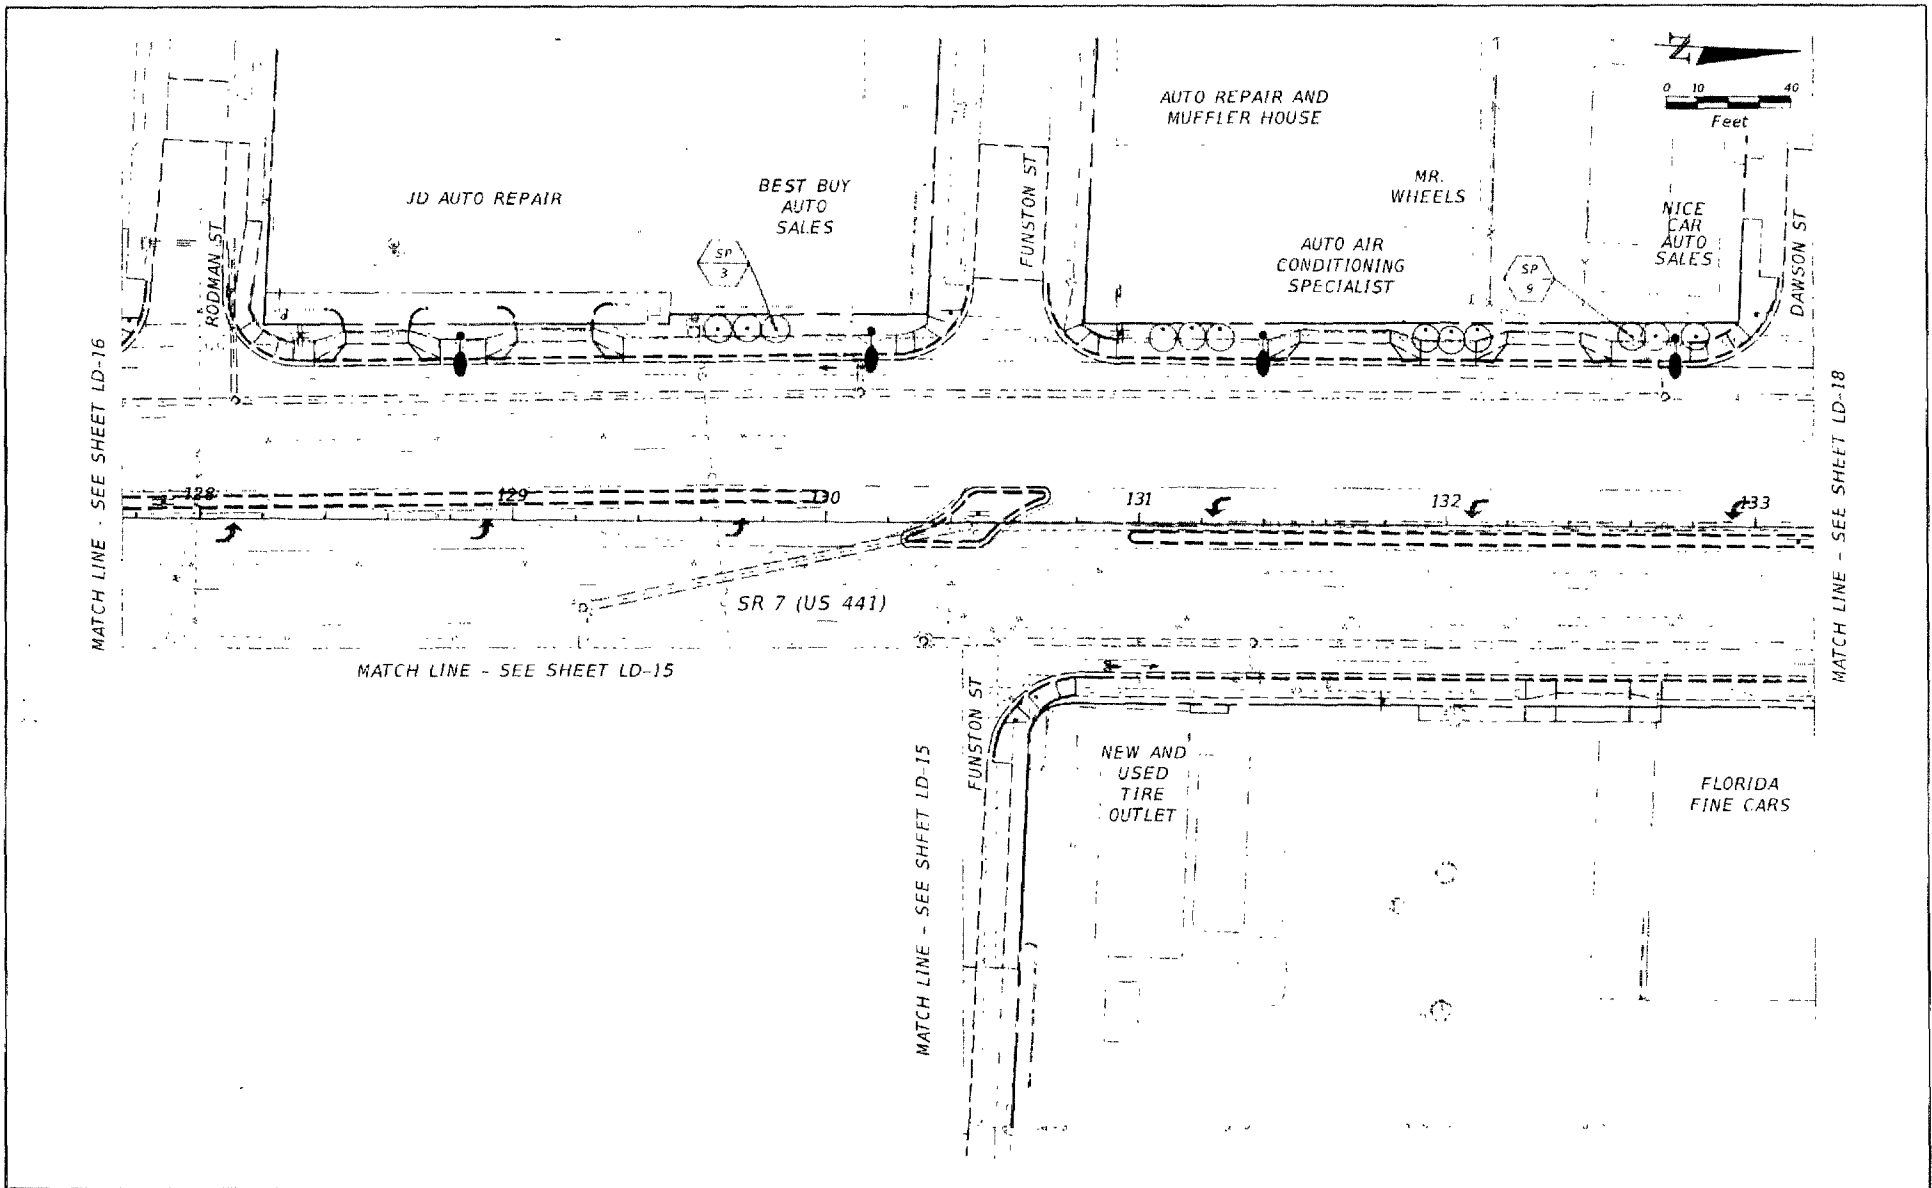 N
0 10 40
Feet
AUTO REPAIR AND
MUFFLER HOUSE
JD AUTO REPAIR
BEST BUY
AUTO
SALES
SP
3
RODMAN ST
FUNSTON ST
MR.
WHEELS
AUTO AIR
CONDITIONING
SPECIALIST
SP
9
NICE
CAR
AUTO
SALES
DAWSON ST
MATCH LINE - SEE SHEET LD-16
MATCH LINE - SEE SHEET LD-18
128 129 130 131 132 133
SR 7 (US 441)
MATCH LINE - SEE SHEET LD-15
FUNSTON ST
MATCH LINE - SEE SHEET LD-15
NEW AND
USED
TIRE
OUTLET
FLORIDA
FINE CARS